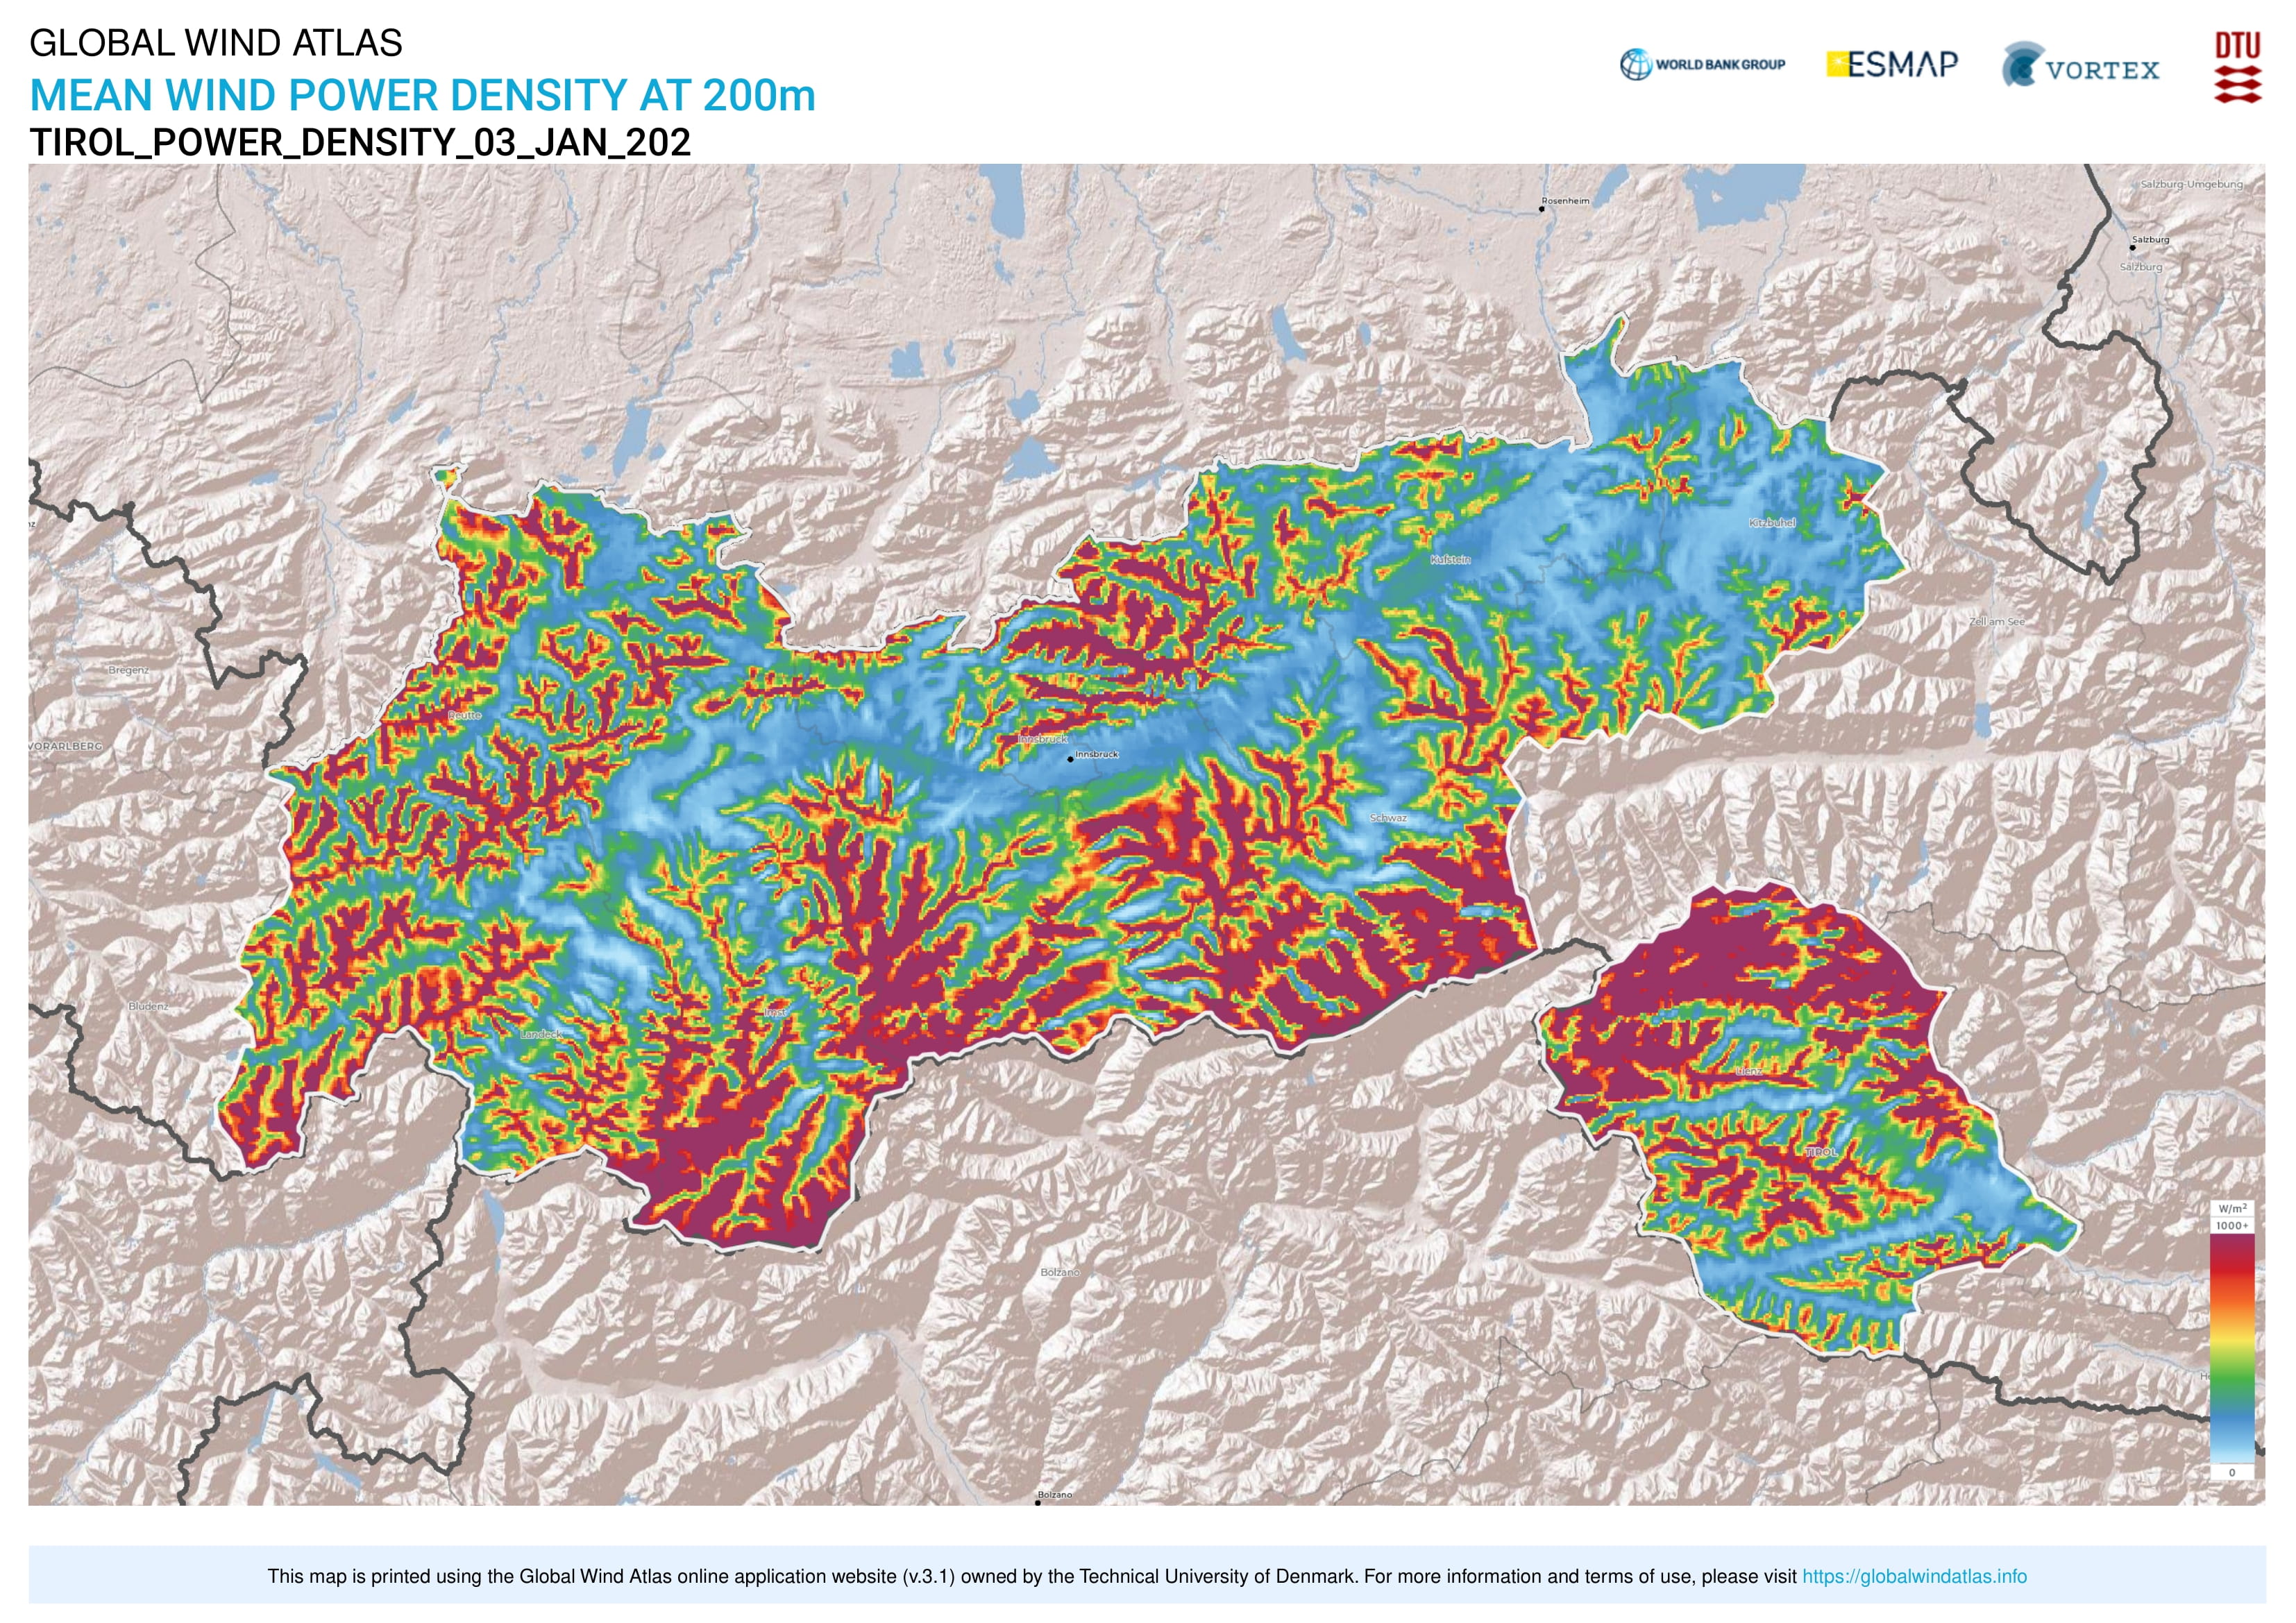 GLOBAL WIND ATLAS
MEAN WIND POWER DENSITY AT 200m
TIROL_POWER_DENSITY_03_JAN_202
WORLD BANK GROUP
ESMAP
VORTEX
DTU
Salzburg-Umgebung
Rosenheim
Salzburg
Salzburg
Kitzbuhel
Kufstein
Zell am See
Bregenz
Reutte
VORARLBERG
Innsbruck
Innsbruck
Schwaz
Bludenz
Imst
Landeck
Lienz
TIROL
W/m²
1000+
Bolzano
0
Bolzano
This map is printed using the Global Wind Atlas online application website (v.3.1) owned by the Technical University of Denmark. For more information and terms of use, please visit https://globalwindatlas.info